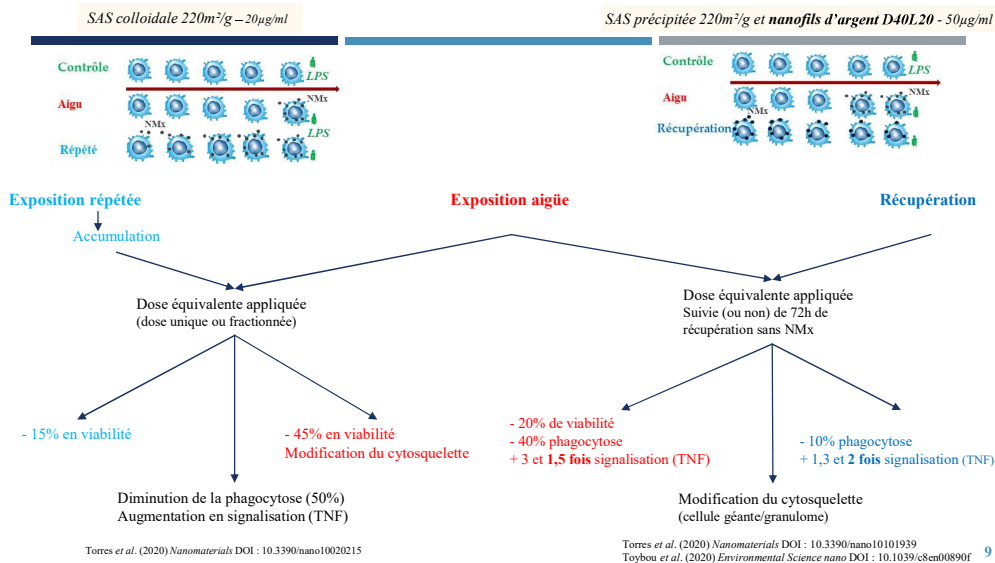 SAS colloidale 220m²/g – 20µg/ml
SAS précipitée 220m²/g et nanofils d'argent D40L20 - 50µg/ml
Contrôle
LPS
Aigu
NMx
NMx
LPS
Répèté
Contrôle
LPS
Aigu
NMx
NMx
Récupération
Exposition répétée
Exposition aigüe
Récupération
Accumulation
Dose équivalente appliquée
(dose unique ou fractionnée)
Dose équivalente appliquée
Suivie (ou non) de 72h de
récupération sans NMx
- 15% en viabilité
- 45% en viabilité
Modification du cytosquelette
- 20% de viabilité
- 40% phagocytose
+ 3 et 1,5 fois signalisation (TNF)
- 10% phagocytose
+ 1,3 et 2 fois signalisation (TNF)
Diminution de la phagocytose (50%)
Augmentation en signalisation (TNF)
Modification du cytosquelette
(cellule géante/granulome)
Torres et al. (2020) Nanomaterials DOI : 10.3390/nano10020215
Torres et al. (2020) Nanomaterials DOI : 10.3390/nano10101939
Toybou et al. (2020) Environmental Science nano DOI : 10.1039/c8en00890f
9